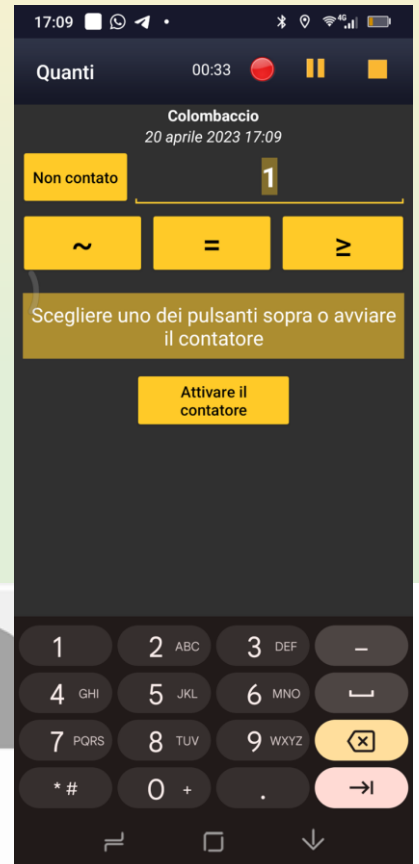 17:09 4G
Quanti 00:33
Colombaccio
20 aprile 2023 17:09
Non contato 1
~ = ≥
Scegliere uno dei pulsanti sopra o avviare
il contatore
Attivare il
contatore
1 2 ABC 3 DEF –
4 GHI 5 JKL 6 MNO
7 PQRS 8 TUV 9 WXYZ
* # 0 + .